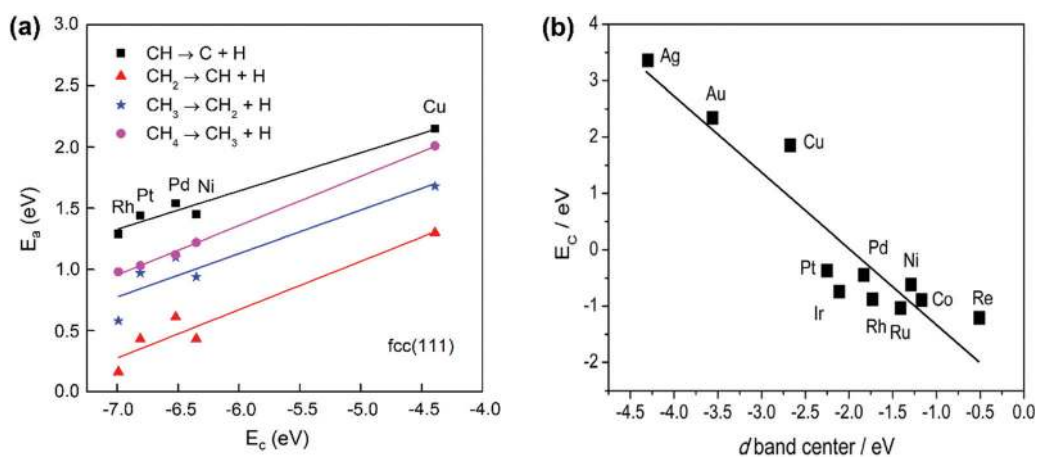 (a)
3.0
2.5
2.0
1.5
1.0
0.5
0.0
E_a (eV)
CH → C + H
CH₂ → CH + H
CH₃ → CH₂ + H
CH₄ → CH₃ + H
Cu
Rh
Pt
Pd
Ni
fcc(111)
-7.0 -6.5 -6.0 -5.5 -5.0 -4.5 -4.0
E_c (eV)
(b)
4
3
2
1
0
-1
-2
E_C / eV
Ag
Au
Cu
Pt
Pd
Ni
Ir
Rh
Ru
Co
Re
-4.5 -4.0 -3.5 -3.0 -2.5 -2.0 -1.5 -1.0 -0.5 0.0
d band center / eV